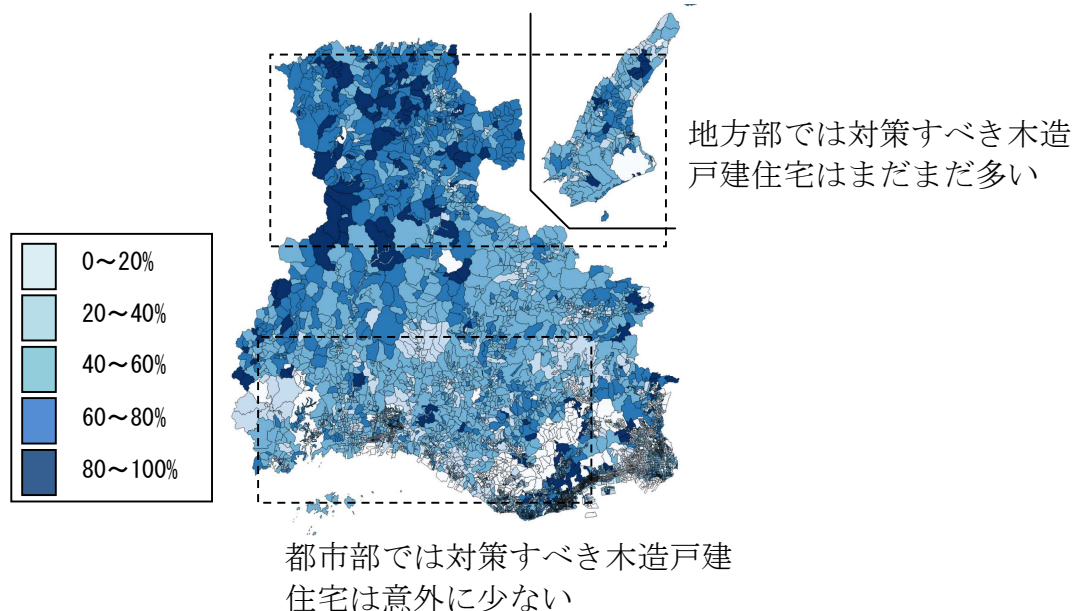 地方部では対策すべき木造
戸建住宅はまだまだ多い
0～20%
20～40%
40～60%
60～80%
80～100%
都市部では対策すべき木造戸建
住宅は意外に少ない